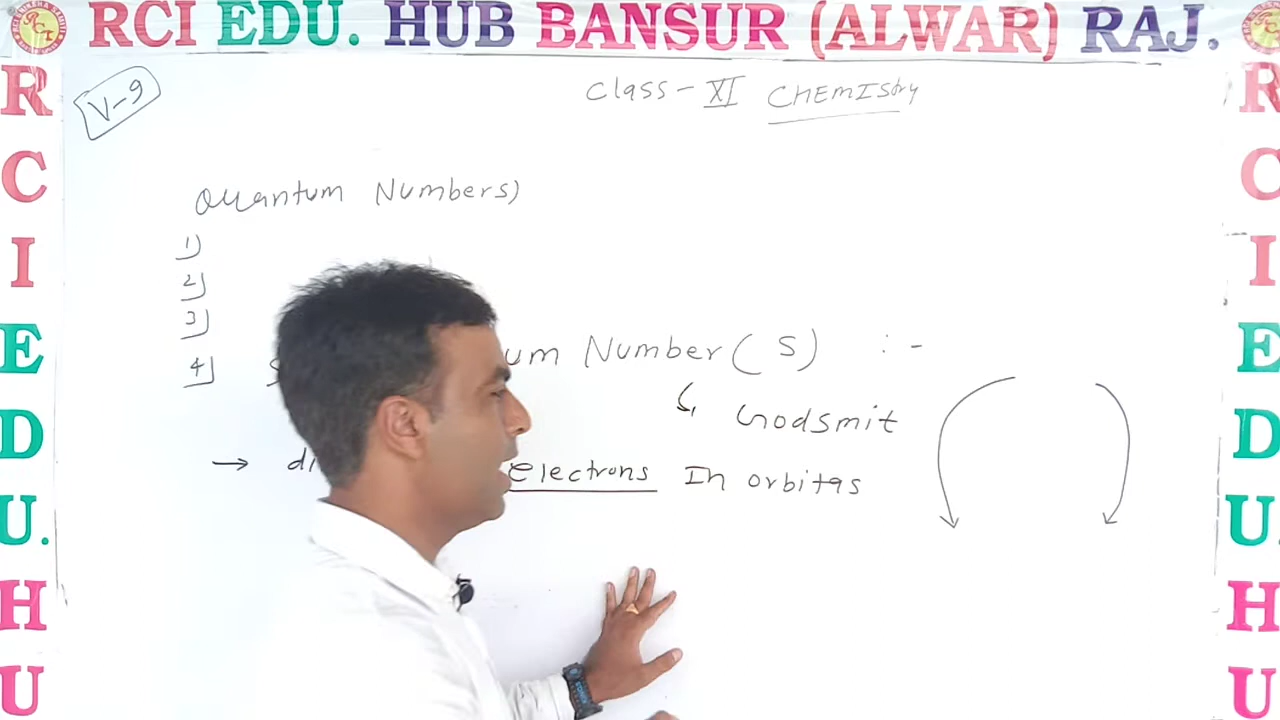 RCI EDU. HUB BANSUR (ALWAR) RAJ.
V-9
Class - XI CHEMIStry
Quantum Numbers)
1)
2)
3)
4) um Number ( S ) : -
Godsmit
→ di electrons In orbitas
R
C
I
E
D
U.
H
U
R
C
I
E
D
U.
H
U